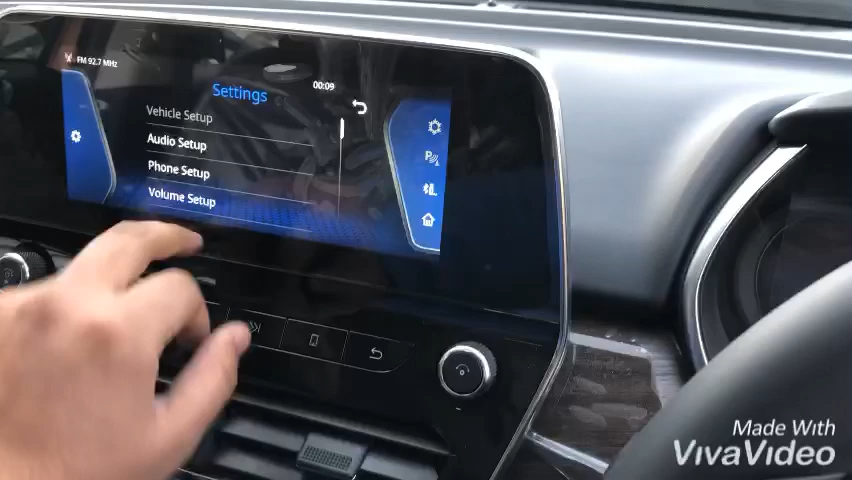 FM 92.7 MHz
Settings
00:09
Vehicle Setup
Audio Setup
Phone Setup
Volume Setup
Made With
VivaVideo